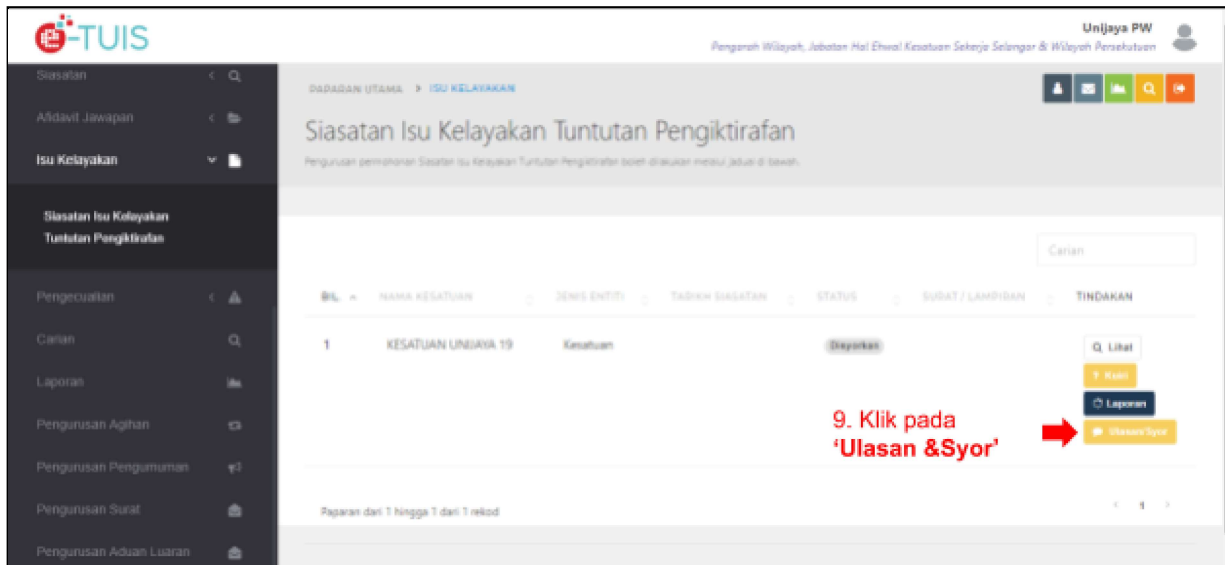 e-TUIS
Unijaya PW
Pengarah Wilayah, Jabatan Hal Ehwal Kesatuan Sekerja Selangor & Wilayah Persekutuan
Siasatan
Afidavit Jawapan
Isu Kelayakan
Siasatan Isu Kelayakan
Tuntutan Pengiktirafan
Pengecualian
Carian
Laporan
Pengurusan Agihan
Pengurusan Pengumuman
Pengurusan Surat
Pengurusan Aduan Luaran
PAPARAN UTAMA > ISU KELAYAKAN
Siasatan Isu Kelayakan Tuntutan Pengiktirafan
Pengurusan permohonan Siasatan Isu Kelayakan Tuntutan Pengiktirafan boleh dilakukan melalui jadual di bawah.
Carian
BIL. NAMA KESATUAN JENIS ENTITI TARIKH SIASATAN STATUS SURAT / LAMPIRAN TINDAKAN
1 KESATUAN UNIJAYA 19 Kesatuan Disyorkan Lihat
? Kuiri
Laporan
Ulasan/Syor
9. Klik pada
‘Ulasan &Syor’
Paparan dari 1 hingga 1 dari 1 rekod
< 1 >